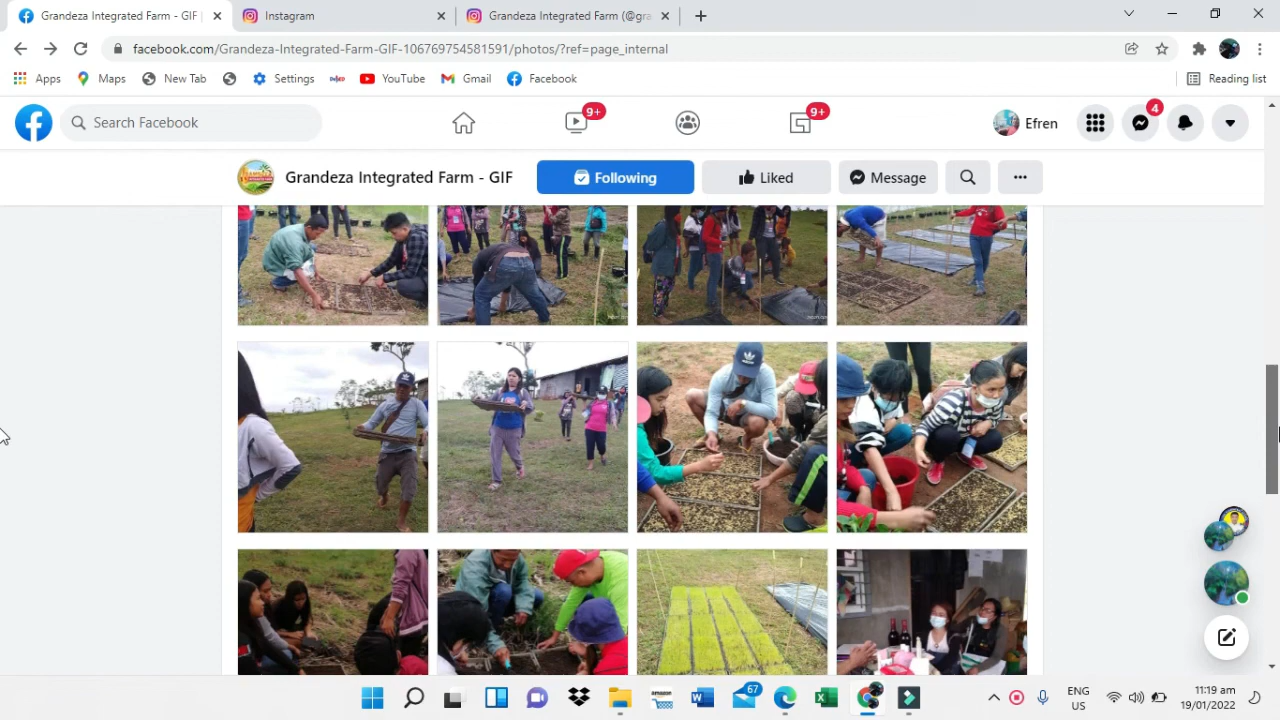 Grandeza Integrated Farm - GIF |
Instagram
Grandeza Integrated Farm (@gra
facebook.com/Grandeza-Integrated-Farm-GIF-106769754581591/photos/?ref=page_internal
Apps
Maps
New Tab
Settings
YouTube
Gmail
Facebook
Reading list
Search Facebook
9+
9+
Efren
4
Grandeza Integrated Farm - GIF
Following
Liked
Message
67
ENG
US
11:19 am
19/01/2022